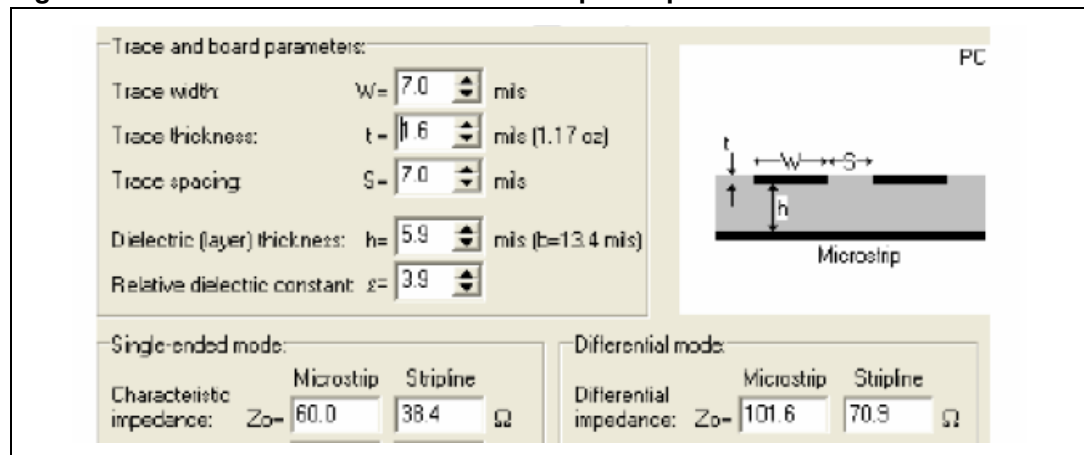 Trace and board parameters:
Trace width: W= 7.0 mils
Trace thickness: t= 1.6 mils (1.17 oz)
Trace spacing: S= 7.0 mils
Dielectric (layer) thickness: h= 5.9 mils (b=13.4 mils)
Relative dielectric constant: ε= 3.9
PC
t
W
S
h
Microstrip
Single-ended mode:
Microstrip Stripline
Characteristic
impedance: Zo= 60.0 38.4 Ω
Differential mode:
Microstrip Stripline
Differential
impedance: Zo= 101.6 70.9 Ω